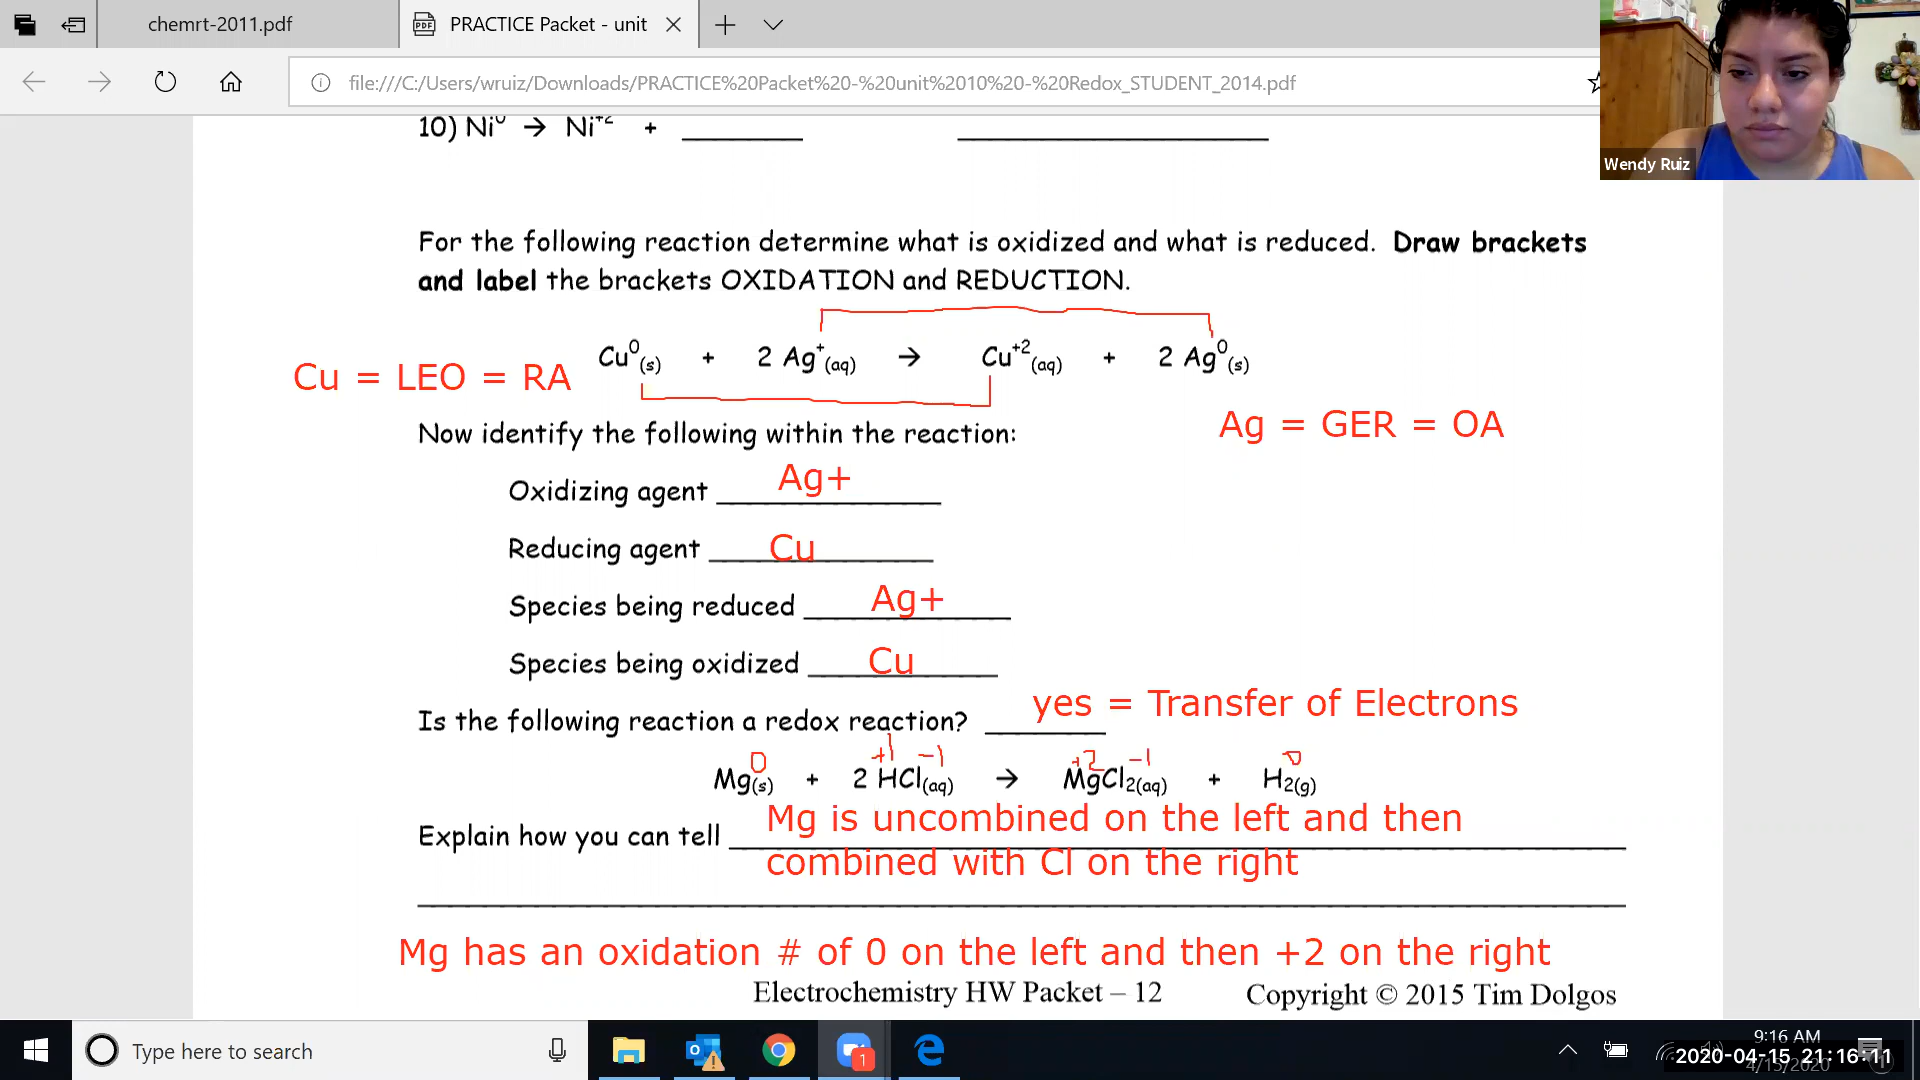 chemrt-2011.pdf
PRACTICE Packet - unit
file:///C:/Users/wruiz/Downloads/PRACTICE%20Packet%20-%20unit%2010%20-%20Redox_STUDENT_2014.pdf
Wendy Ruiz
10) Ni⁰ → Ni⁺² + ________ ____________________
For the following reaction determine what is oxidized and what is reduced. Draw brackets
and label the brackets OXIDATION and REDUCTION.
Cu⁰(s) + 2 Ag⁺(aq) → Cu⁺²(aq) + 2 Ag⁰(s)
Cu = LEO = RA
Ag = GER = OA
Now identify the following within the reaction:
Oxidizing agent Ag+
Reducing agent Cu
Species being reduced Ag+
Species being oxidized Cu
Is the following reaction a redox reaction? yes = Transfer of Electrons
0 +1 -1 +2 -1 0
Mg(s) + 2 HCl(aq) → MgCl2(aq) + H2(g)
Explain how you can tell Mg is uncombined on the left and then
combined with Cl on the right
Mg has an oxidation # of 0 on the left and then +2 on the right
Electrochemistry HW Packet – 12 Copyright © 2015 Tim Dolgos
Type here to search
1
9:16 AM
2020-04-15 21:16:11
4/15/2020
1